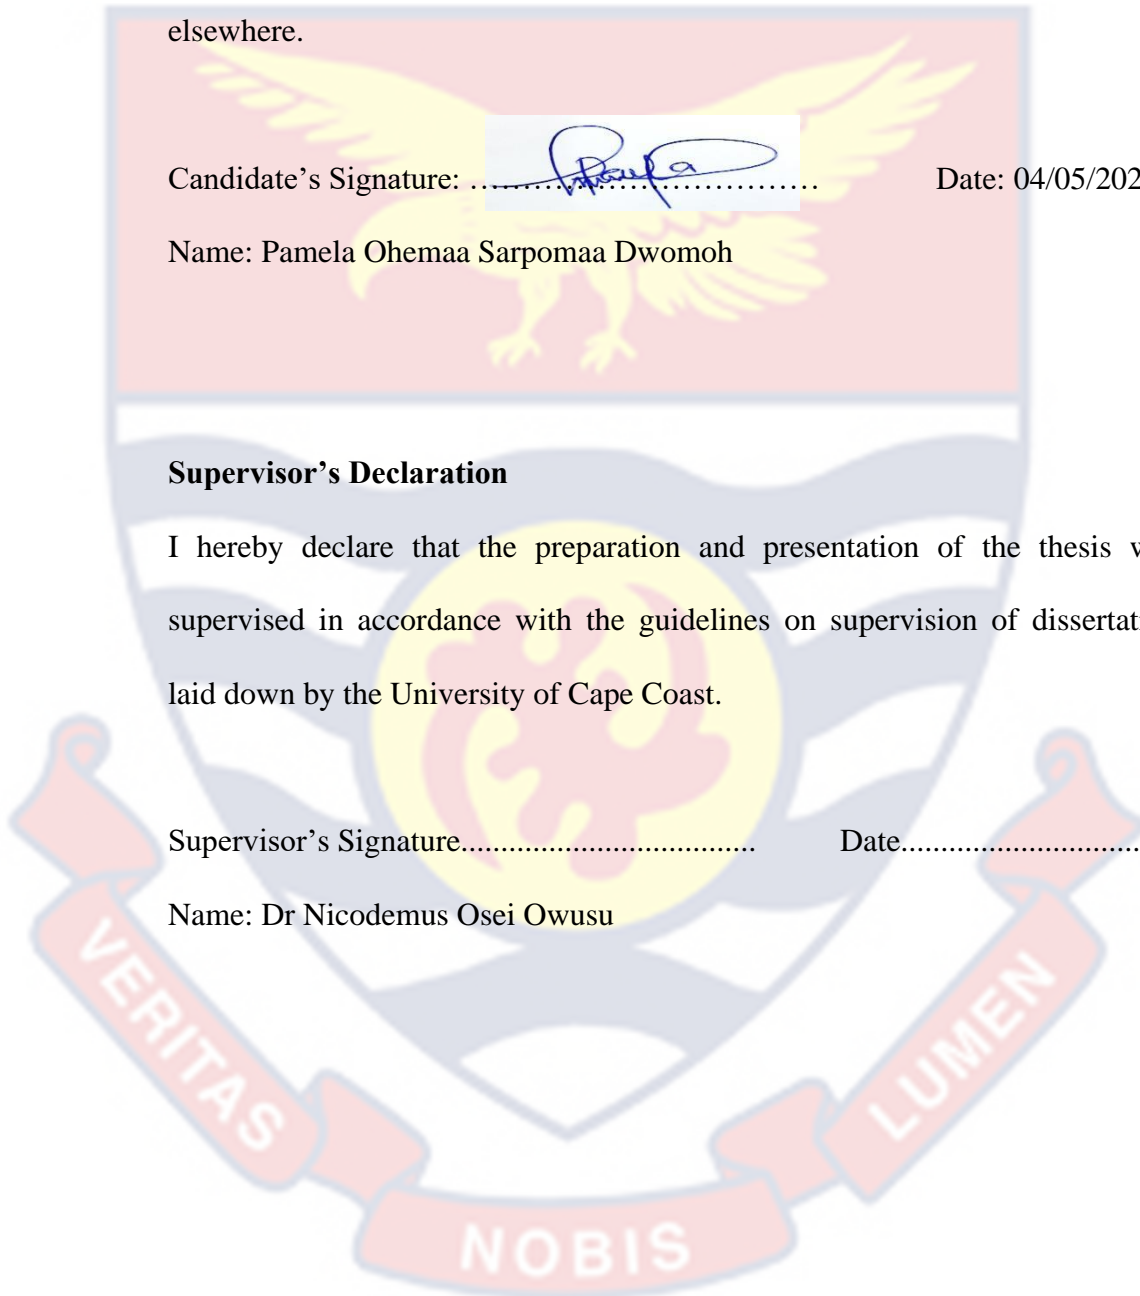 elsewhere.
Candidate’s Signature: ……………………………… Date: 04/05/202
Name: Pamela Ohemaa Sarpomaa Dwomoh
Supervisor’s Declaration
I hereby declare that the preparation and presentation of the thesis
supervised in accordance with the guidelines on supervision of
laid down by the University of Cape Coast.
Supervisor’s Signature..................................... Date..............................
Name: Dr Nicodemus Osei Owusu
VERITAS
NOBIS
LUMEN